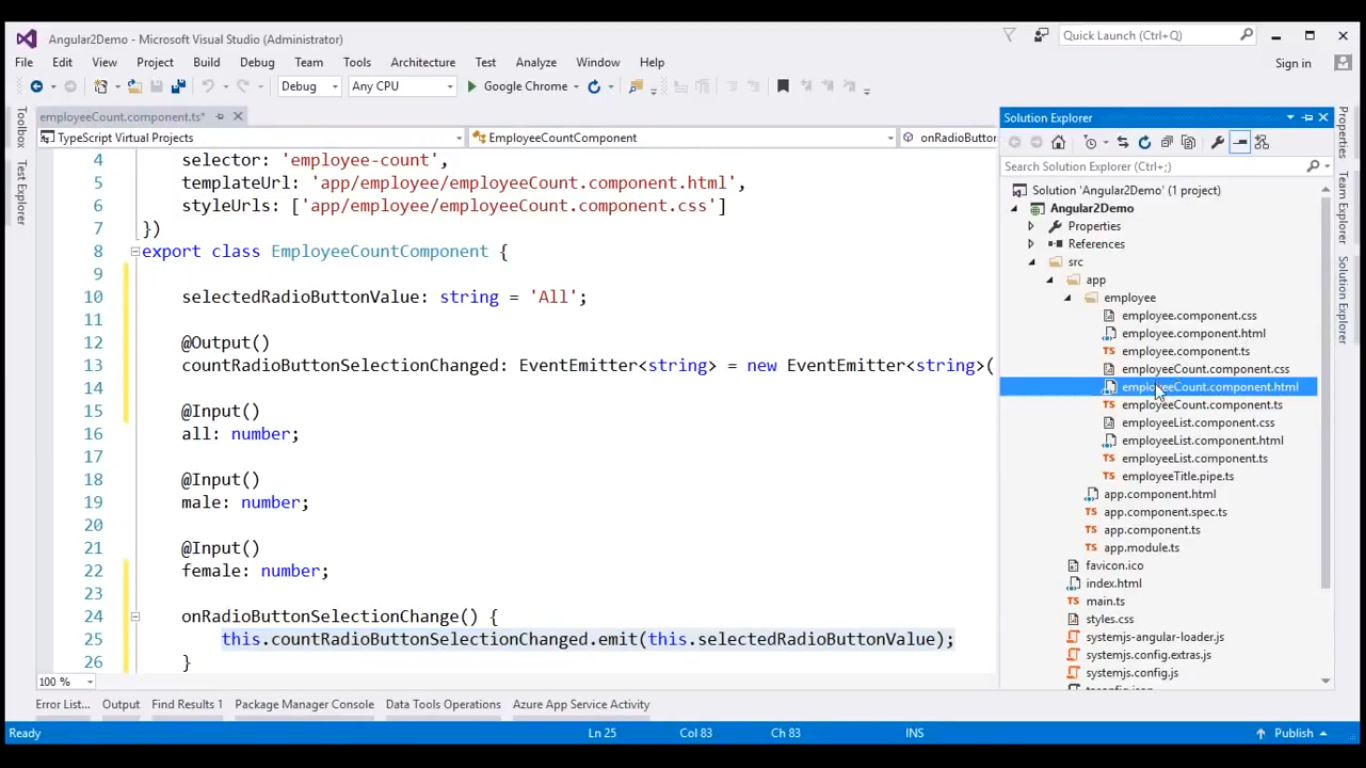 Angular2Demo - Microsoft Visual Studio (Administrator)
Quick Launch (Ctrl+Q)
File Edit View Project Build Debug Team Tools Architecture Test Analyze Window Help
Sign in
Debug Any CPU Google Chrome
Toolbox
Test Explorer
employeeCount.component.ts*
TypeScript Virtual Projects EmployeeCountComponent onRadioButton
4 selector: 'employee-count',
5 templateUrl: 'app/employee/employeeCount.component.html',
6 styleUrls: ['app/employee/employeeCount.component.css']
7 })
8 export class EmployeeCountComponent {
9
10 selectedRadioButtonValue: string = 'All';
11
12 @Output()
13 countRadioButtonSelectionChanged: EventEmitter<string> = new EventEmitter<string>(
14
15 @Input()
16 all: number;
17
18 @Input()
19 male: number;
20
21 @Input()
22 female: number;
23
24 onRadioButtonSelectionChange() {
25 this.countRadioButtonSelectionChanged.emit(this.selectedRadioButtonValue);
26 }
100 %
Solution Explorer
Search Solution Explorer (Ctrl+;)
Solution 'Angular2Demo' (1 project)
Angular2Demo
Properties
References
src
app
employee
employee.component.css
employee.component.html
TS employee.component.ts
employeeCount.component.css
employeeCount.component.html
TS employeeCount.component.ts
employeeList.component.css
employeeList.component.html
TS employeeList.component.ts
TS employeeTitle.pipe.ts
app.component.html
TS app.component.spec.ts
TS app.component.ts
TS app.module.ts
favicon.ico
index.html
TS main.ts
styles.css
systemjs-angular-loader.js
systemjs.config.extras.js
systemjs.config.js
Properties
Team Explorer
Solution Explorer
Error List... Output Find Results 1 Package Manager Console Data Tools Operations Azure App Service Activity
Ready Ln 25 Col 83 Ch 83 INS Publish